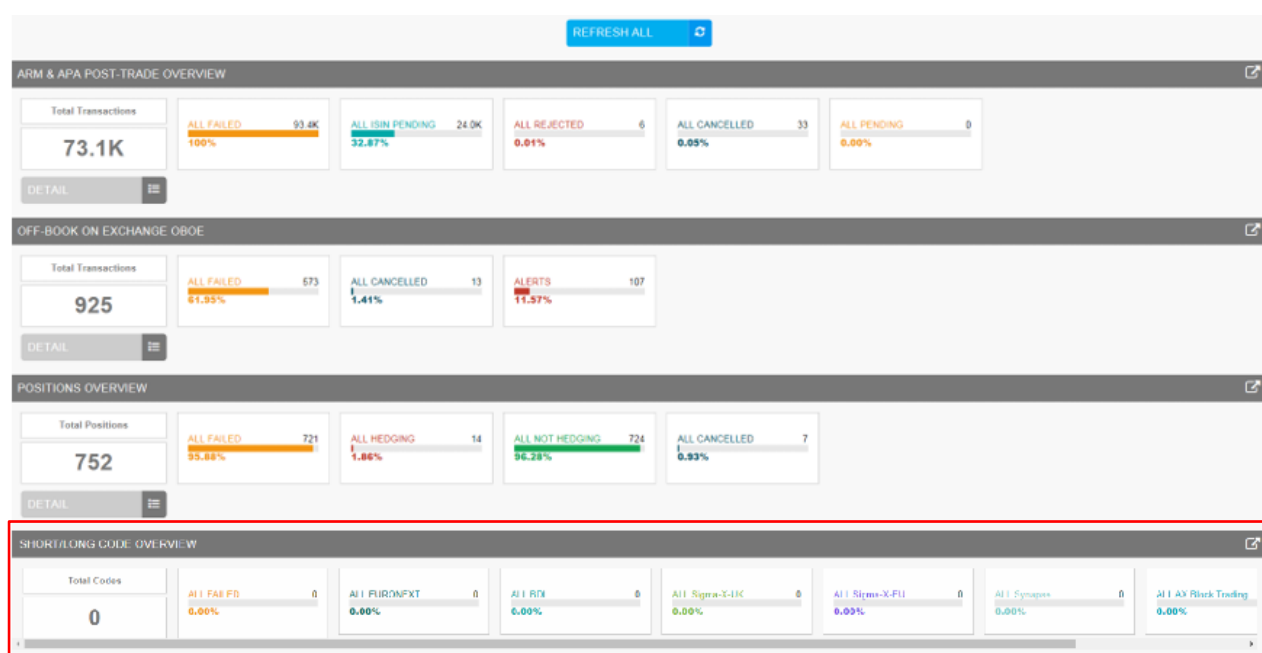 REFRESH ALL
ARM & APA POST-TRADE OVERVIEW
Total Transactions
73.1K
DETAIL
ALL FAILED 93.4K
100%
ALL ISIN PENDING 24.0K
32.87%
ALL REJECTED 6
0.01%
ALL CANCELLED 33
0.05%
ALL PENDING 0
0.00%
OFF-BOOK ON EXCHANGE OBOE
Total Transactions
925
DETAIL
ALL FAILED 573
61.95%
ALL CANCELLED 13
1.41%
ALERTS 107
11.57%
POSITIONS OVERVIEW
Total Positions
752
DETAIL
ALL FAILED 721
95.88%
ALL HEDGING 14
1.86%
ALL NOT HEDGING 724
96.28%
ALL CANCELLED 7
0.93%
SHORT/LONG CODE OVERVIEW
Total Codes
0
ALL FAILED 0
0.00%
ALL EURONEXT 0
0.00%
ALL BDL 0
0.00%
ALL Sigma-X-UK 0
0.00%
ALL Sigma-X-EU 0
0.00%
ALL Synapse 0
0.00%
ALL AX Block Trading
0.00%